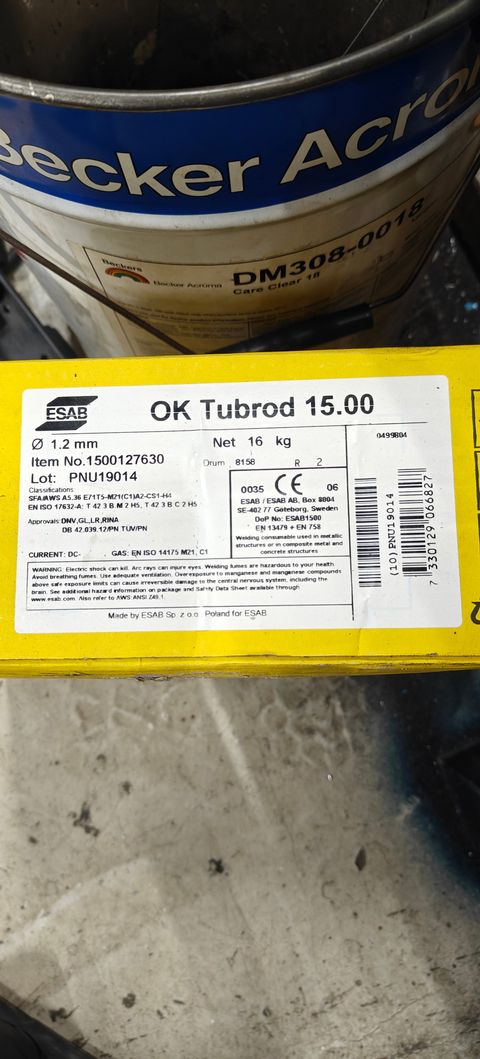 Becker Acro
Beckers
Becker Acroma
DM308-0018
Care Clear 18
ESAB
OK Tubrod 15.00
Ø 1.2 mm
Net 16 kg
0499804
Item No.1500127630
Drum 8158 R 2
Lot: PNU19014
Classifications
SFA/AWS A5.36 E71T5-M21(C1)A2-CS1-H4
EN ISO 17632-A: T 42 3 B M 2 H5, T 42 3 B C 2 H5
Approvals DNV,GL,LR,RINA
DB 42.039.12/PN TUV/PN
CURRENT: DC-
GAS: EN ISO 14175 M21, C1
0035 CE 06
ESAB / ESAB AB, Box 8004
SE-402 77 Goteborg, Sweden
DoP No: ESAB1500
EN 13479 + EN 758
Welding consumable used in metallic
structures or in composite metal and
concrete structures
WARNING: Electric shock can kill. Arc rays can injure eyes. Welding fumes are hazardous to your health.
Avoid breathing fumes. Use adequate ventilation. Overexposure to manganese and manganese compounds
above safe exposure limits can cause irreversible damage to the central nervous system, including the
brain. See additional hazard information on package and Safety Data Sheet available through
www.esab.com. Also refer to AWS: ANSI Z49.1.
Made by ESAB Sp. z o.o. Poland for ESAB
(10)PNU19014
7 330129 066827